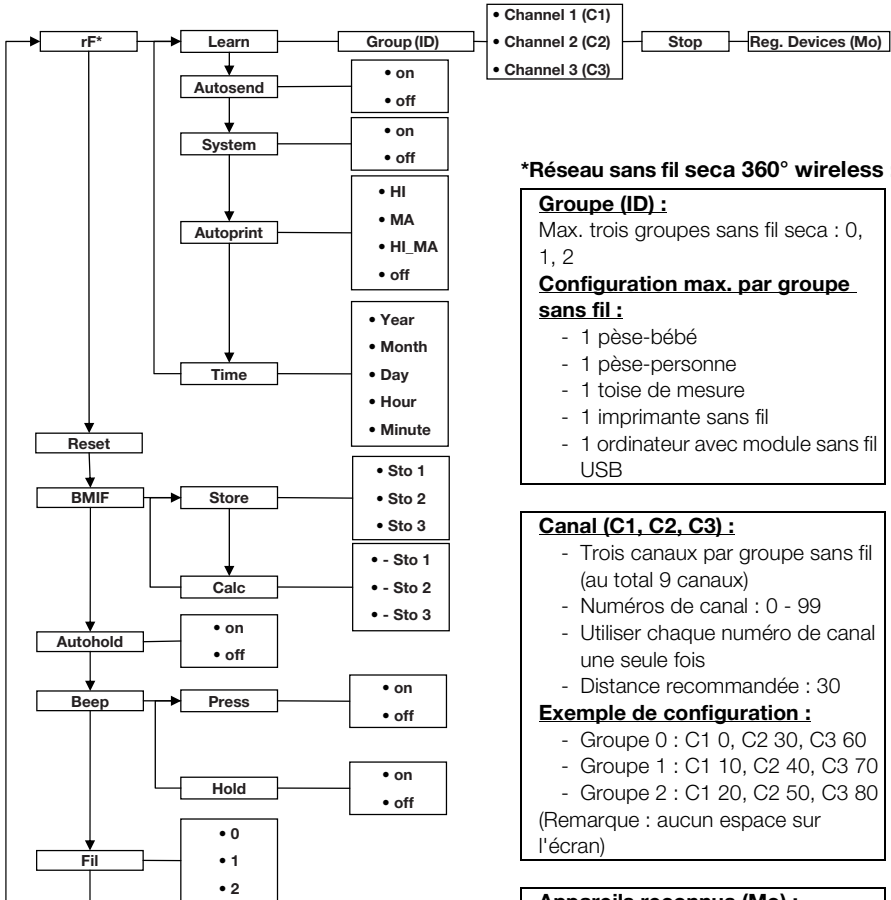 rF*
Learn
Group (ID)
• Channel 1 (C1)
• Channel 2 (C2)
• Channel 3 (C3)
Stop
Reg. Devices (Mo)
Autosend
• on
• off
System
• on
• off
Autoprint
• HI
• MA
• HI_MA
• off
Time
• Year
• Month
• Day
• Hour
• Minute
Reset
BMIF
Store
• Sto 1
• Sto 2
• Sto 3
Calc
• - Sto 1
• - Sto 2
• - Sto 3
Autohold
• on
• off
Beep
Press
• on
• off
Hold
• on
• off
Fil
• 0
• 1
• 2
*Réseau sans fil seca 360° wireless
Groupe (ID) :
Max. trois groupes sans fil seca : 0,
1, 2
Configuration max. par groupe
sans fil :
- 1 pèse-bébé
- 1 pèse-personne
- 1 toise de mesure
- 1 imprimante sans fil
- 1 ordinateur avec module sans fil
USB
Canal (C1, C2, C3) :
- Trois canaux par groupe sans fil
(au total 9 canaux)
- Numéros de canal : 0 - 99
- Utiliser chaque numéro de canal
une seule fois
- Distance recommandée : 30
Exemple de configuration :
- Groupe 0 : C1 0, C2 30, C3 60
- Groupe 1 : C1 10, C2 40, C3 70
- Groupe 2 : C1 20, C2 50, C3 80
(Remarque : aucun espace sur
l'écran)
Appareils reconnus (Mo) :